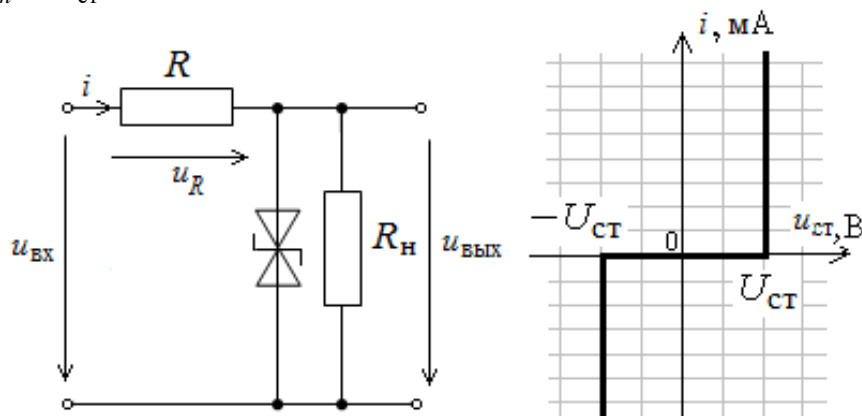 i
R
u_R
u_вх
R_н
u_вых
i, мА
−U_ст
0
u_ст, В
U_ст